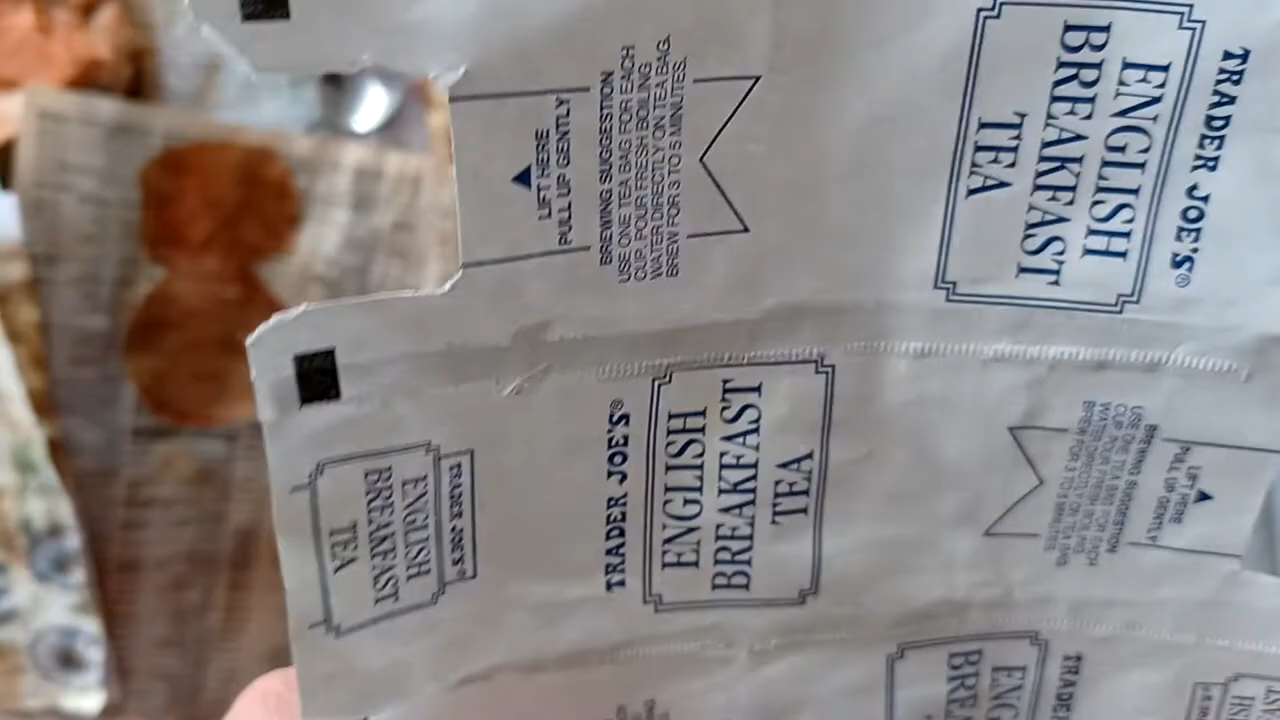 LIFT HERE
PULL UP GENTLY
BREWING SUGGESTION
USE ONE TEA BAG FOR EACH
CUP. POUR FRESH BOILING
WATER DIRECTLY ON TEA BAG.
BREW FOR 3 TO 5 MINUTES.
TRADER JOE'S®
ENGLISH
BREAKFAST
TEA
TRADER JOE'S®
ENGLISH
BREAKFAST
TEA
TRADER JOE'S®
ENGLISH
BREAKFAST
TEA
LIFT HERE
PULL UP GENTLY
BREWING SUGGESTION
USE ONE TEA BAG FOR EACH
CUP. POUR FRESH BOILING
WATER DIRECTLY ON TEA BAG.
BREW FOR 3 TO 5 MINUTES.
TRADE
ENG
BREA